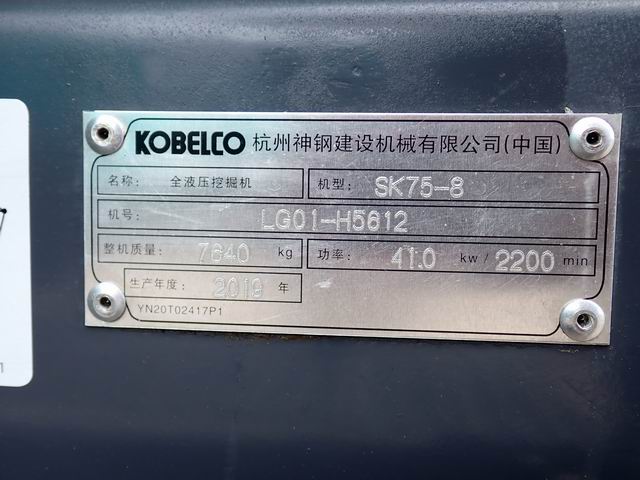 KOBELCO 杭州神钢建设机械有限公司(中国)
名称: 全液压挖掘机 机型: SK75-8
机号: LG01-H5612
整机质量: 7640 kg 功率: 41.0 kw/2200 min
生产年度: 2019 年
YN20T02417P1